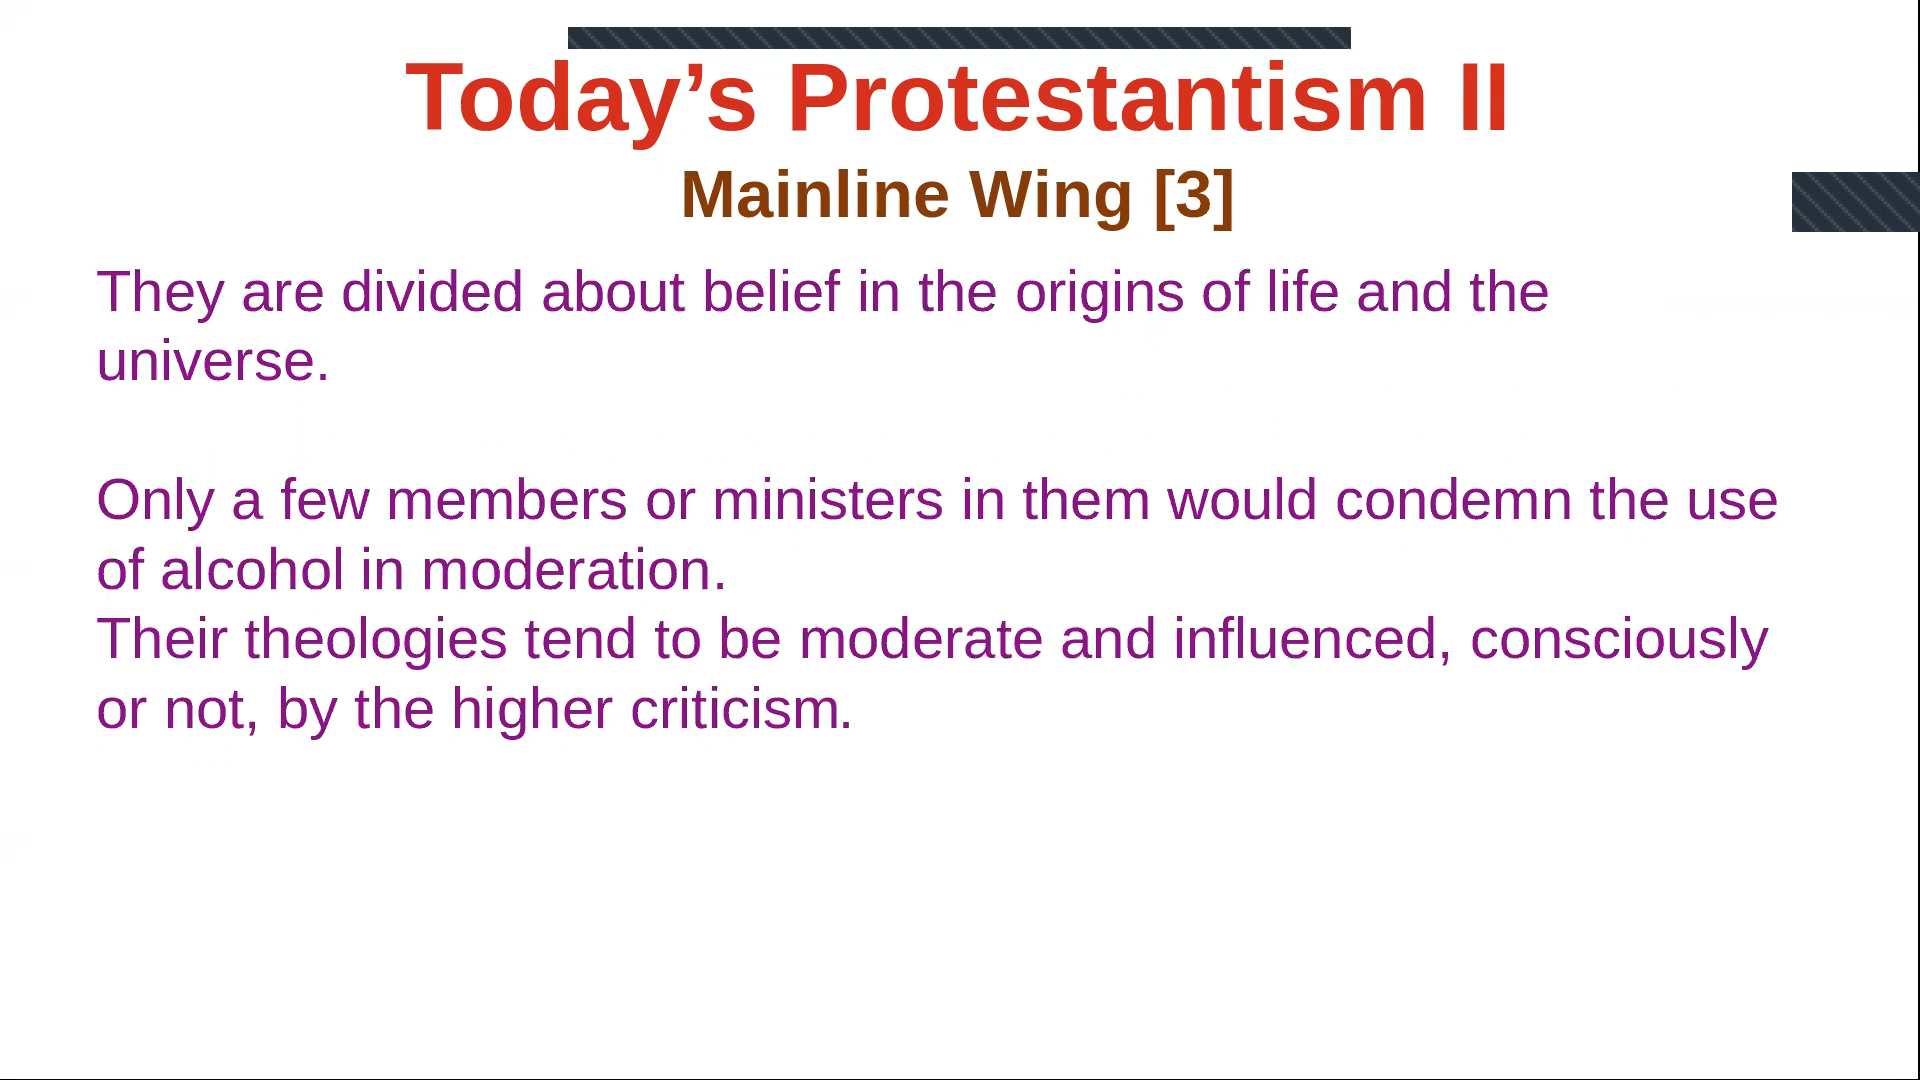 Today’s Protestantism II
Mainline Wing [3]
They are divided about belief in the origins of life and the
universe.
Only a few members or ministers in them would condemn the use
of alcohol in moderation.
Their theologies tend to be moderate and influenced, consciously
or not, by the higher criticism.